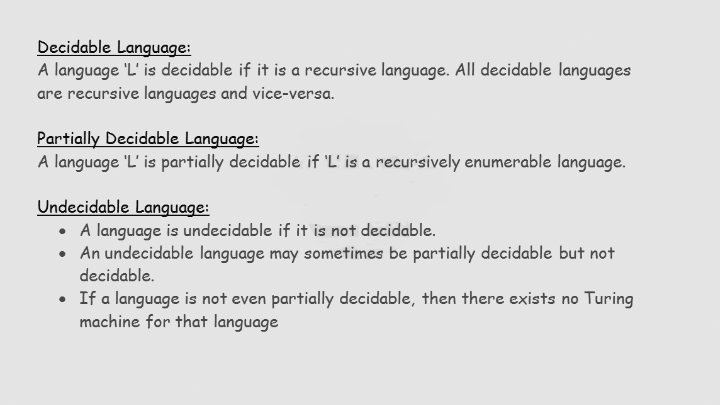 Decidable Language:
A language 'L' is decidable if it is a recursive language. All decidable languages
are recursive languages and vice-versa.
Partially Decidable Language:
A language 'L' is partially decidable if 'L' is a recursively enumerable language.
Undecidable Language:
• A language is undecidable if it is not decidable.
• An undecidable language may sometimes be partially decidable but not
decidable.
• If a language is not even partially decidable, then there exists no Turing
machine for that language